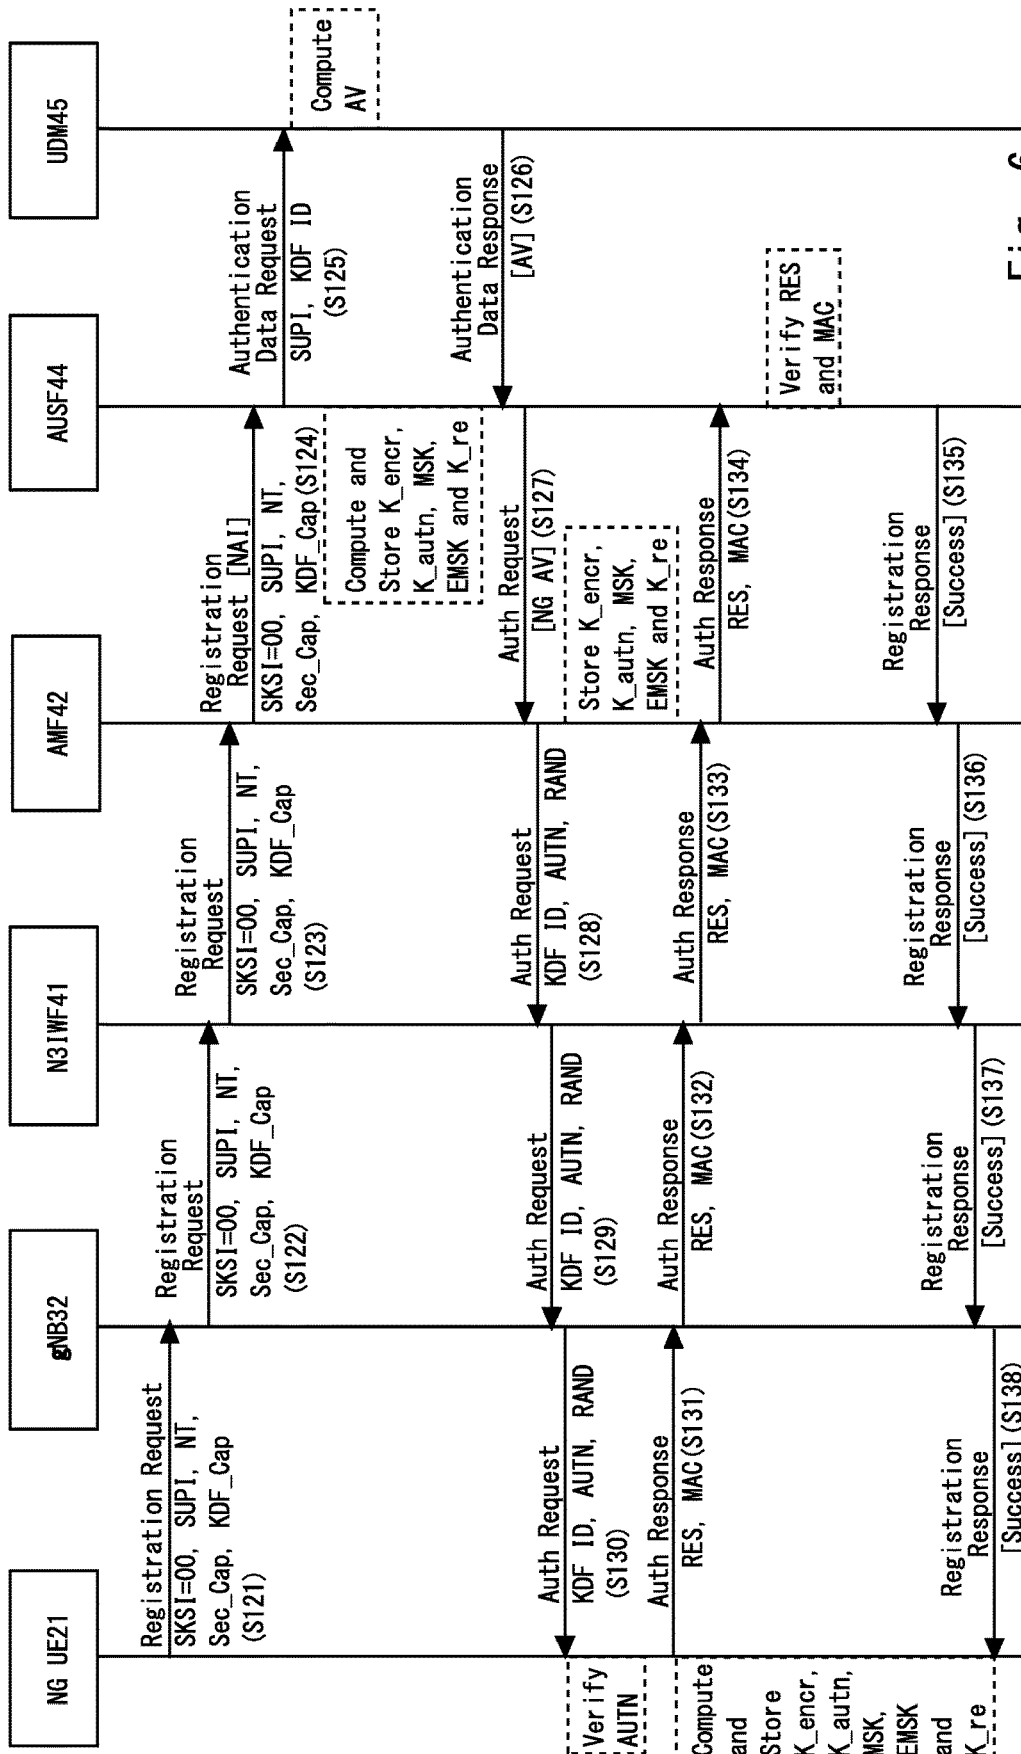 NG UE21
gNB32
N3IWF41
AMF42
AUSF44
UDM45
Registration Request
SKSI=00, SUPI, NT,
Sec_Cap, KDF_Cap
(S121)
Registration
Request
SKSI=00, SUPI, NT,
Sec_Cap, KDF_Cap
(S122)
Registration
Request
SKSI=00, SUPI, NT,
Sec_Cap, KDF_Cap
(S123)
Registration
Request [NAI]
SKSI=00, SUPI, NT,
Sec_Cap, KDF_Cap(S124)
Authentication
Data Request
SUPI, KDF ID
(S125)
Compute
AV
Compute and
Store K_encr,
K_autn, MSK,
EMSK and K_re
Authentication
Data Response
[AV](S126)
Auth Request
[NG AV](S127)
Store K_encr,
K_autn, MSK,
EMSK and K_re
Auth Request
KDF ID, AUTN, RAND
(S128)
Auth Request
KDF ID, AUTN, RAND
(S129)
Auth Request
KDF ID, AUTN, RAND
(S130)
Verify
AUTN
Compute
and
Store
K_encr,
K_autn,
MSK,
EMSK
and
K_re
Auth Response
RES, MAC(S131)
Auth Response
RES, MAC(S132)
Auth Response
RES, MAC(S133)
Auth Response
RES, MAC(S134)
Verify RES
and MAC
Registration
Response
[Success](S135)
Registration
Response
[Success](S136)
Registration
Response
[Success](S137)
Registration
Response
[Success](S138)